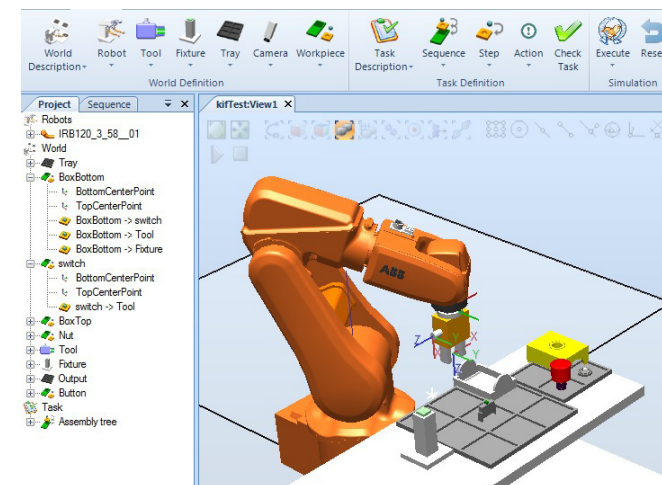 World Description
Robot
Tool
Fixture
Tray
Camera
Workpiece
Task Description
Sequence
Step
Action
Check Task
Execute
Rese
World Definition
Task Definition
Simulation
Project
Sequence
kifTest:View1
Robots
IRB120_3_58__01
World
Tray
BoxBottom
BottomCenterPoint
TopCenterPoint
BoxBottom -> switch
BoxBottom -> Tool
BoxBottom -> Fixture
switch
BottomCenterPoint
TopCenterPoint
switch -> Tool
BoxTop
Nut
Tool
Fixture
Output
Button
Task
Assembly tree
ABB
Z
Y
X
X
Y
Z